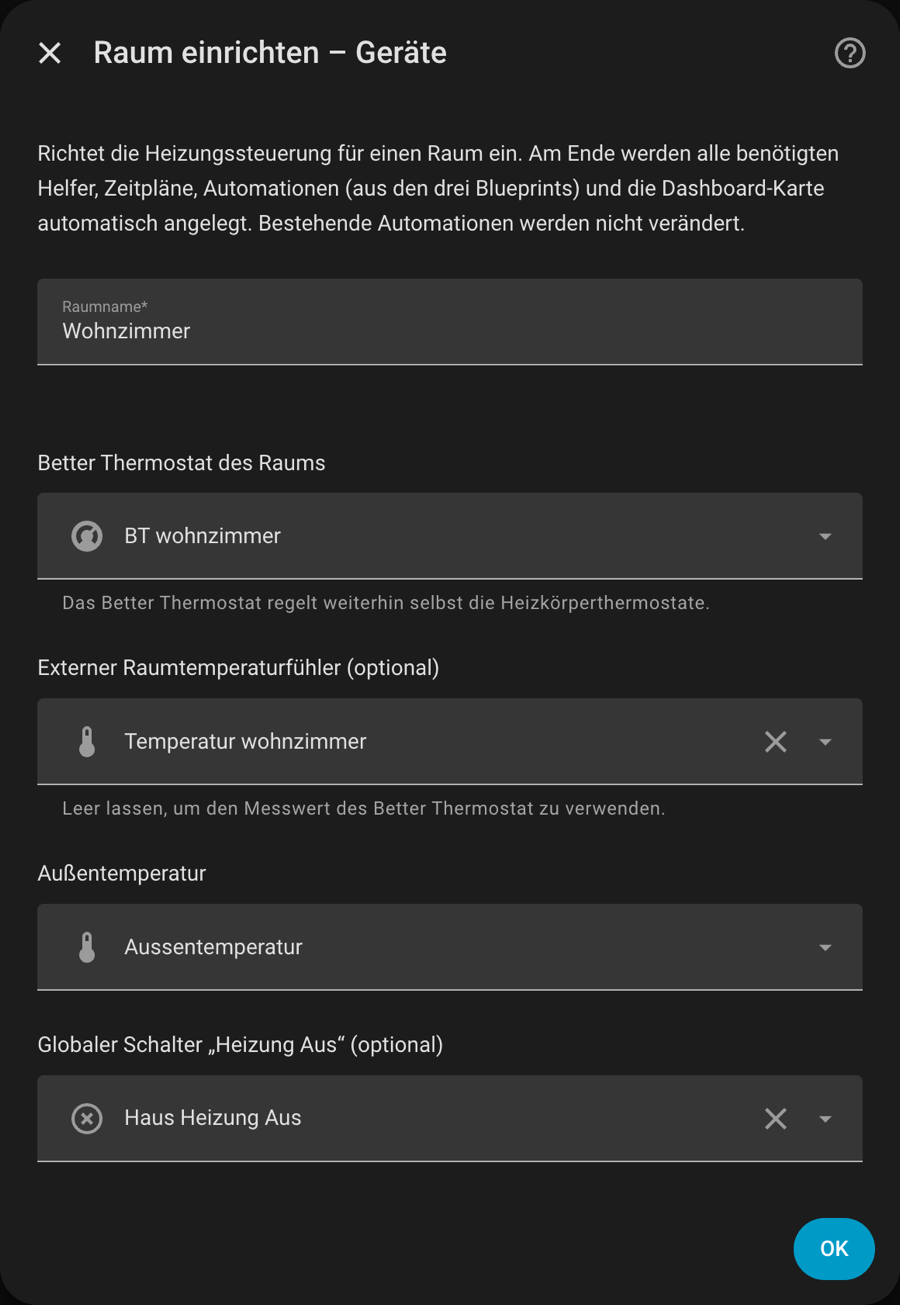 Raum einrichten – Geräte
Richtet die Heizungssteuerung für einen Raum ein. Am Ende werden alle benötigten
Helfer, Zeitpläne, Automationen (aus den drei Blueprints) und die Dashboard-Karte
automatisch angelegt. Bestehende Automationen werden nicht verändert.
Raumname*
Wohnzimmer
Better Thermostat des Raums
BT wohnzimmer
Das Better Thermostat regelt weiterhin selbst die Heizkörperthermostate.
Externer Raumtemperaturfühler (optional)
Temperatur wohnzimmer
Leer lassen, um den Messwert des Better Thermostat zu verwenden.
Außentemperatur
Aussentemperatur
Globaler Schalter „Heizung Aus“ (optional)
Haus Heizung Aus
OK